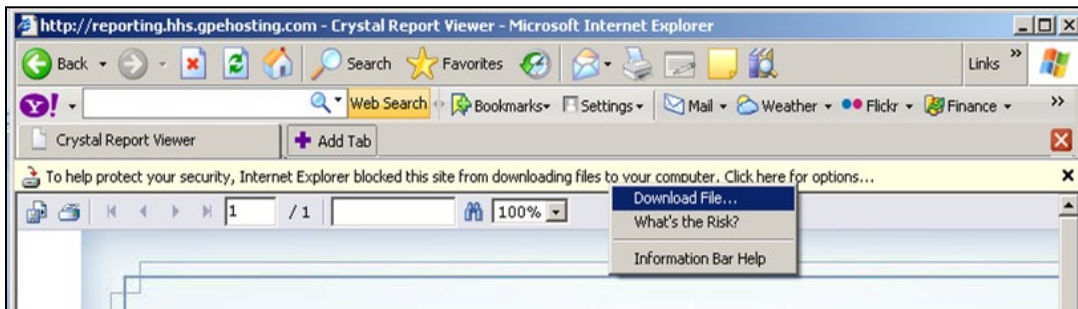 http://reporting.hhs.gpehosting.com - Crystal Report Viewer - Microsoft Internet Explorer
Back Search Favorites Links »
Y! Web Search Bookmarks Settings Mail Weather Flickr Finance »
Crystal Report Viewer Add Tab
To help protect your security, Internet Explorer blocked this site from downloading files to your computer. Click here for options...
1 / 1 100%
Download File...
What's the Risk?
Information Bar Help